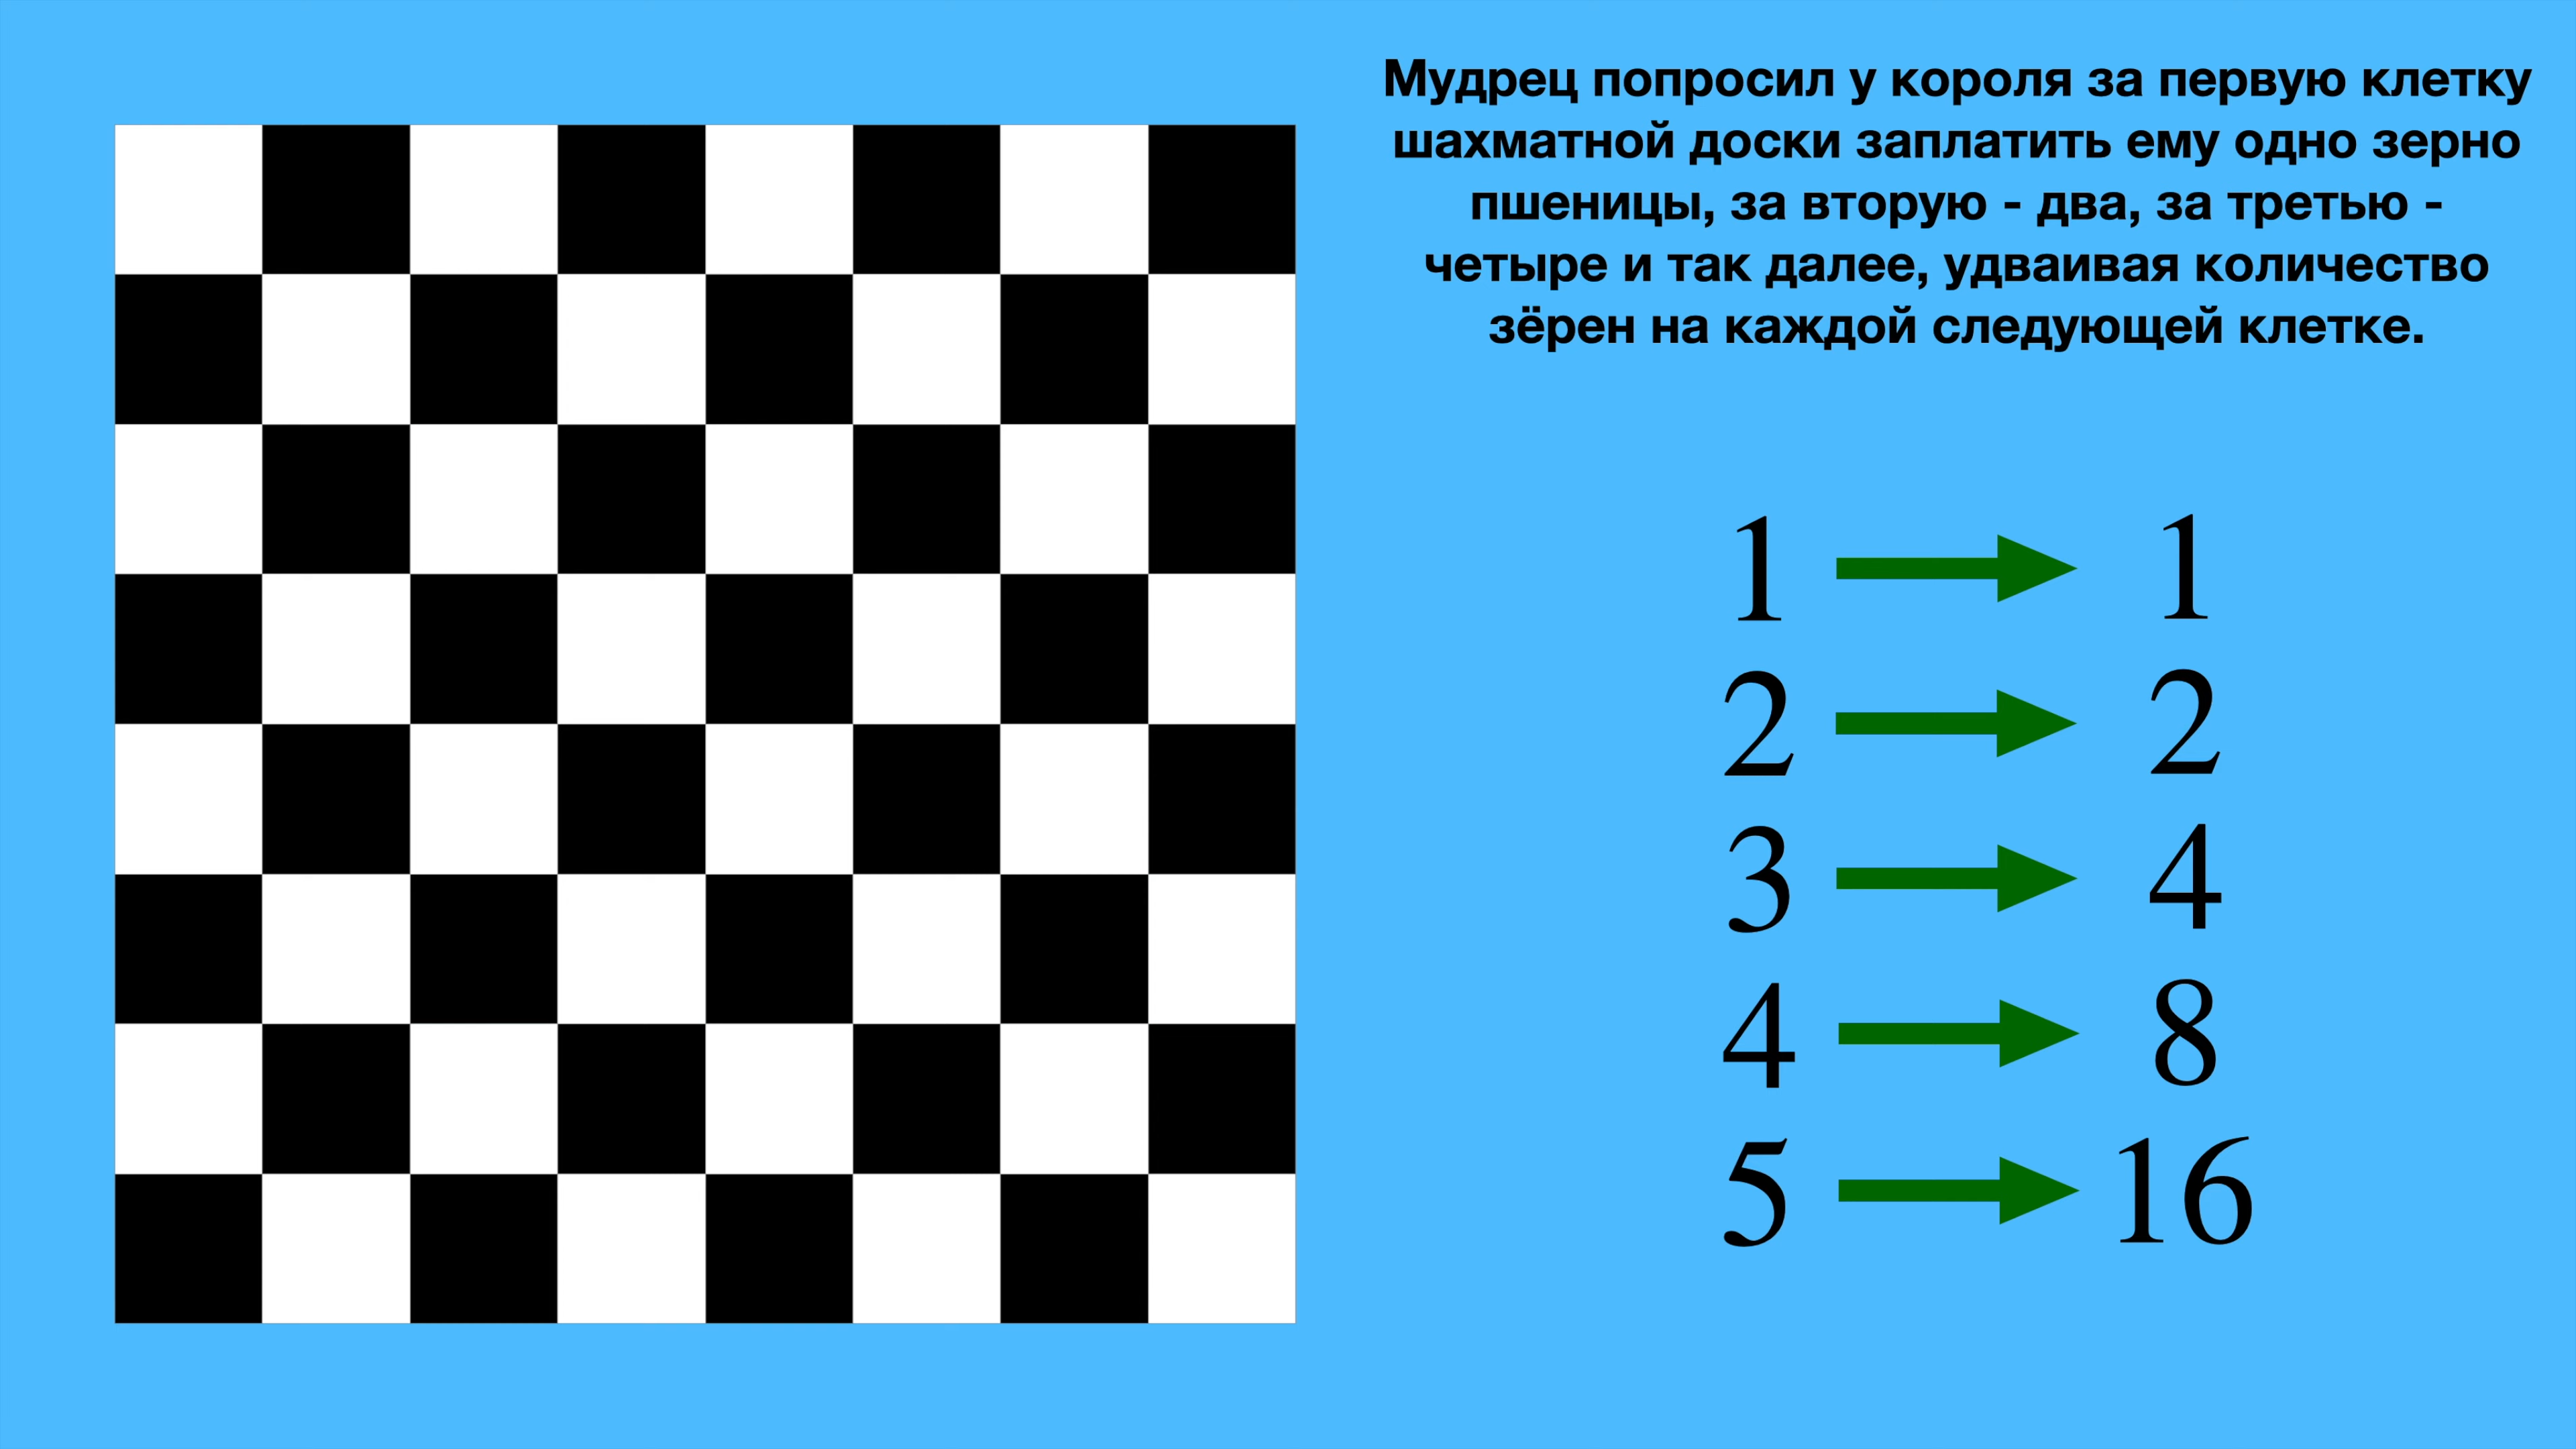 Мудрец попросил у короля за первую клетку
шахматной доски заплатить ему одно зерно
пшеницы, за вторую - два, за третью -
четыре и так далее, удваивая количество
зёрен на каждой следующей клетке.
1 1
2 2
3 4
4 8
5 16